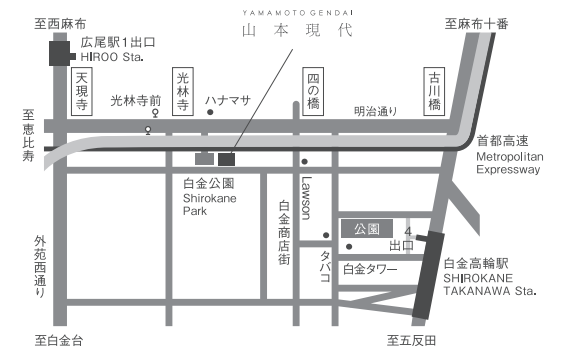 YAMAMOTO GENDAI
山本現代
至西麻布
至麻布十番
広尾駅1出口
HIROO Sta.
天現寺
光林寺前
光林寺
ハナマサ
四の橋
明治通り
古川橋
至恵比寿
首都高速
Metropolitan
Expressway
白金公園
Shirokane
Park
Lawson
白金商店街
公園
4
出口
タバコ
白金タワー
外苑西通り
白金高輪駅
SHIROKANE
TAKANAWA Sta.
至白金台
至五反田